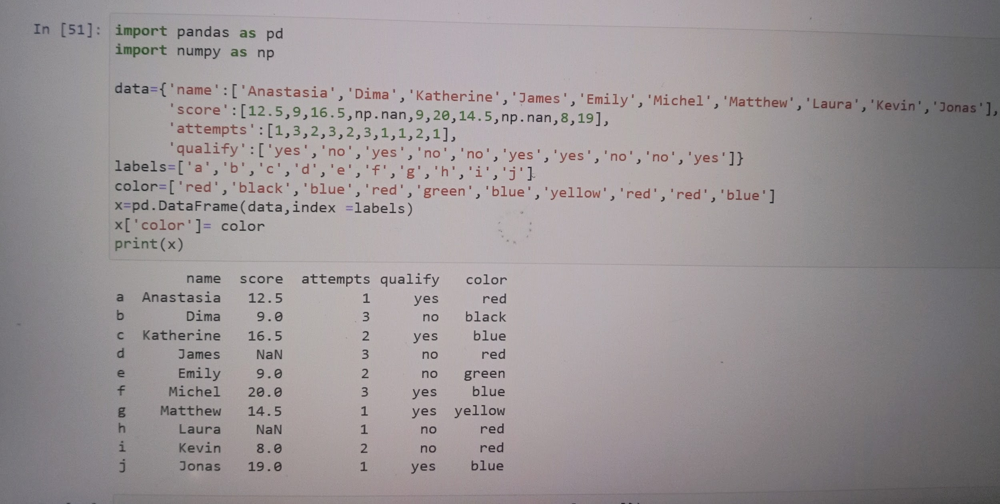 In [51]: import pandas as pd
import numpy as np
data={'name':['Anastasia','Dima','Katherine','James','Emily','Michel','Matthew','Laura','Kevin','Jonas'],
'score':[12.5,9,16.5,np.nan,9,20,14.5,np.nan,8,19],
'attempts':[1,3,2,3,2,3,1,1,2,1],
'qualify':['yes','no','yes','no','no','yes','yes','no','no','yes']}
labels=['a','b','c','d','e','f','g','h','i','j']
color=['red','black','blue','red','green','blue','yellow','red','red','blue']
x=pd.DataFrame(data,index =labels)
x['color']= color
print(x)
name score attempts qualify color
a Anastasia 12.5 1 yes red
b Dima 9.0 3 no black
c Katherine 16.5 2 yes blue
d James NaN 3 no red
e Emily 9.0 2 no green
f Michel 20.0 3 yes blue
g Matthew 14.5 1 yes yellow
h Laura NaN 1 no red
i Kevin 8.0 2 no red
j Jonas 19.0 1 yes blue